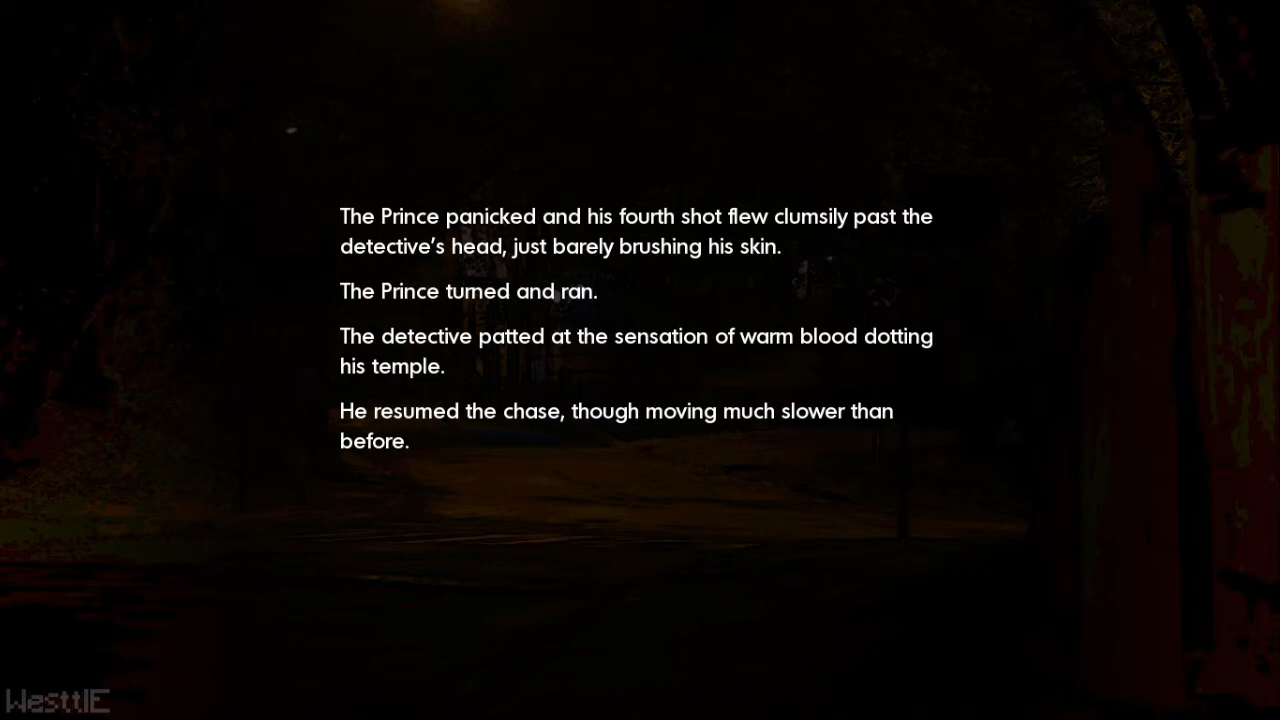 The Prince panicked and his fourth shot flew clumsily past the
detective's head, just barely brushing his skin.
The Prince turned and ran.
The detective patted at the sensation of warm blood dotting
his temple.
He resumed the chase, though moving much slower than
before.
WesttlE